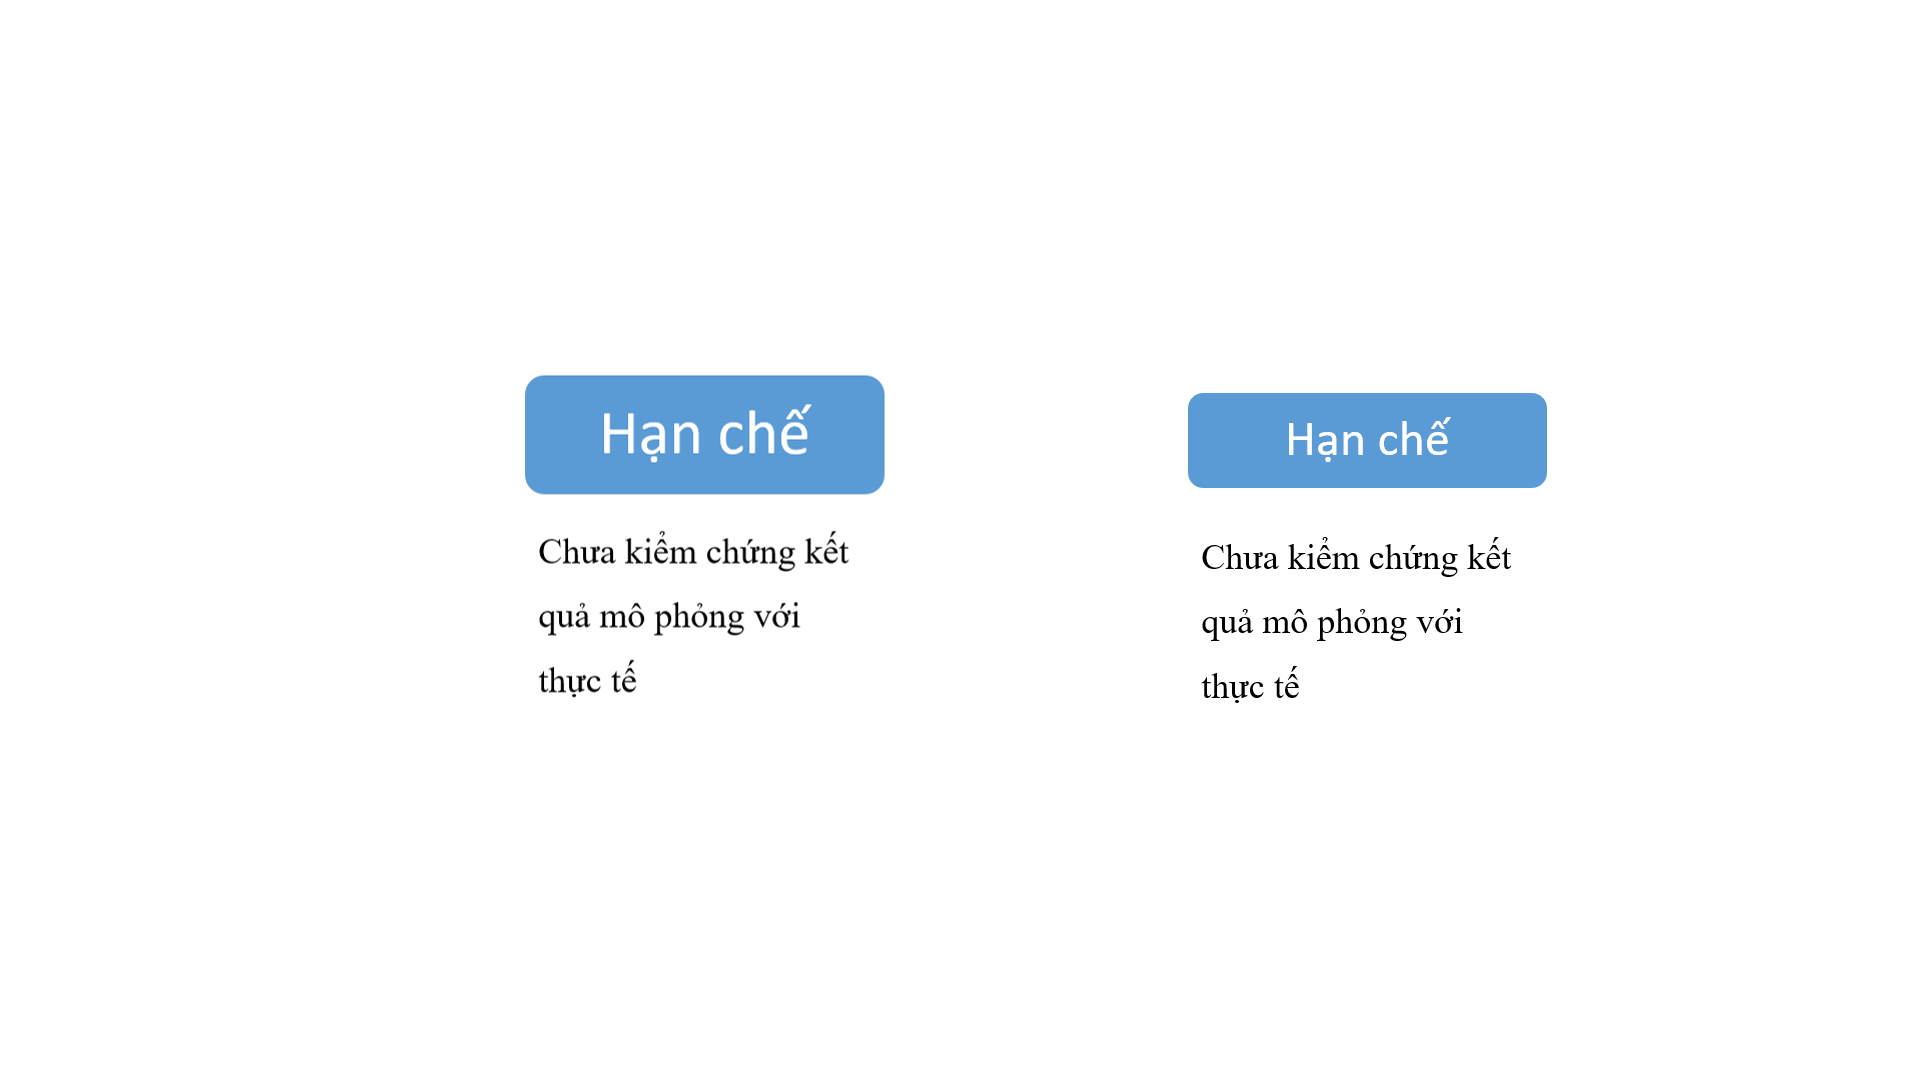 Hạn chế
Chưa kiểm chứng kết
quả mô phỏng với
thực tế
Hạn chế
Chưa kiểm chứng kết
quả mô phỏng với
thực tế